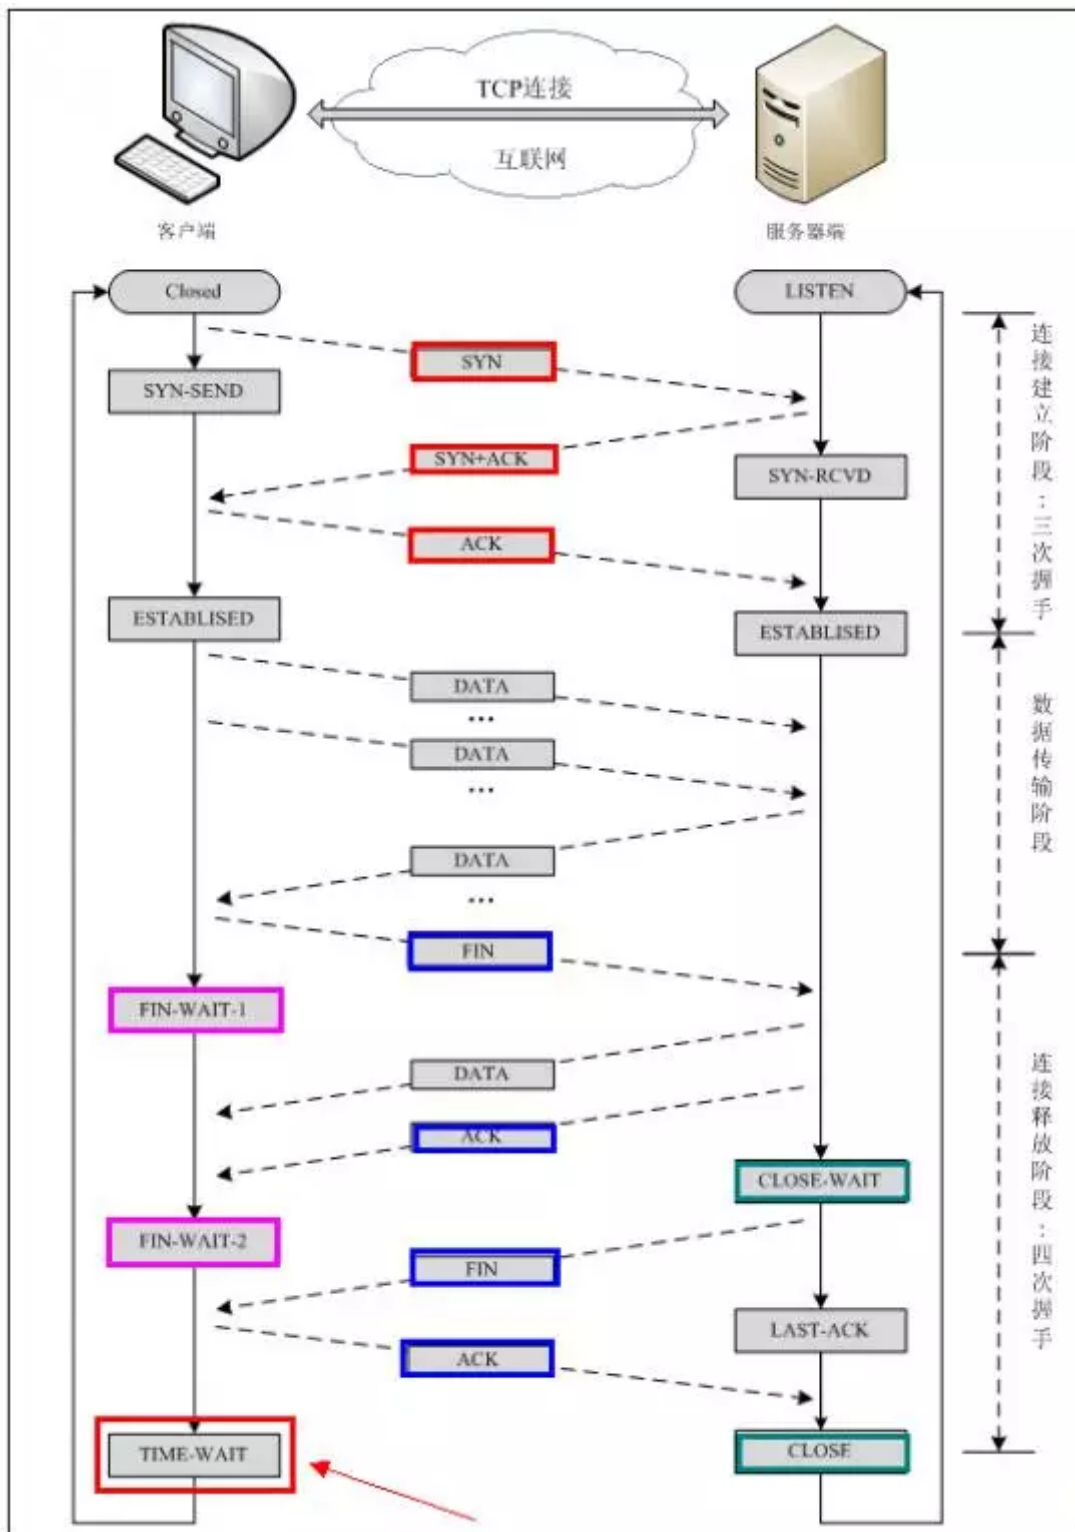 TCP连接
互联网
客户端
服务器端
Closed
LISTEN
SYN
SYN-SEND
SYN+ACK
SYN-RCVD
ACK
ESTABLISED
ESTABLISED
连接建立阶段：三次握手
DATA
...
DATA
...
DATA
...
数据传输阶段
FIN
FIN-WAIT-1
DATA
ACK
CLOSE-WAIT
FIN-WAIT-2
FIN
LAST-ACK
ACK
连接释放阶段：四次握手
TIME-WAIT
CLOSE